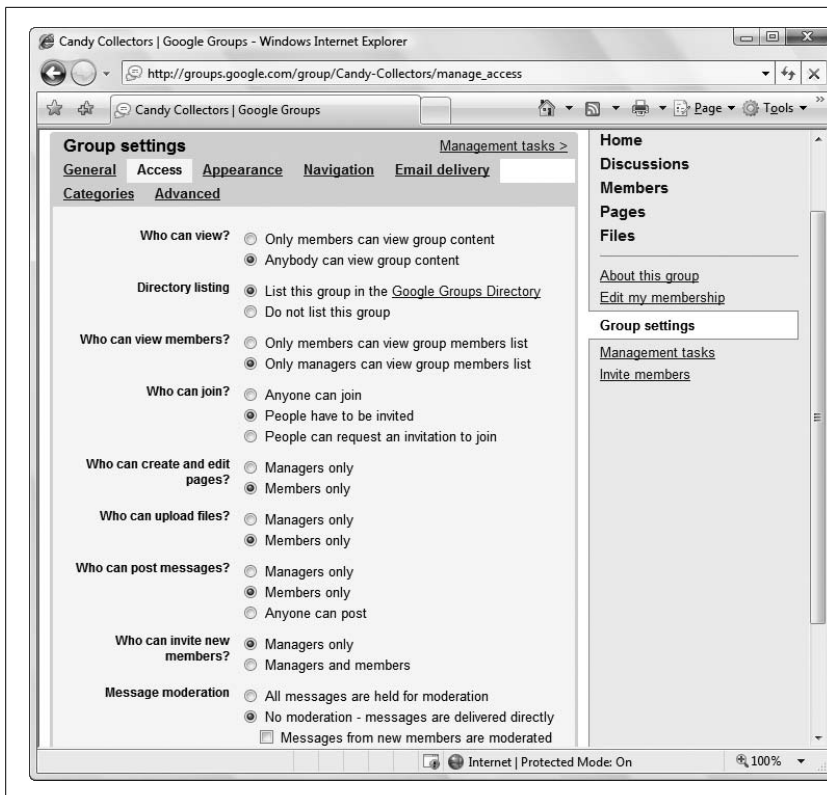 Candy Collectors | Google Groups - Windows Internet Explorer
http://groups.google.com/group/Candy-Collectors/manage_access
Candy Collectors | Google Groups
Page
Tools
»
Group settings
Management tasks >
General Access Appearance Navigation Email delivery
Categories Advanced
Who can view?
Only members can view group content
Anybody can view group content
Directory listing
List this group in the Google Groups Directory
Do not list this group
Who can view members?
Only members can view group members list
Only managers can view group members list
Who can join?
Anyone can join
People have to be invited
People can request an invitation to join
Who can create and edit
pages?
Managers only
Members only
Who can upload files?
Managers only
Members only
Who can post messages?
Managers only
Members only
Anyone can post
Who can invite new
members?
Managers only
Managers and members
Message moderation
All messages are held for moderation
No moderation - messages are delivered directly
Messages from new members are moderated
Home
Discussions
Members
Pages
Files
About this group
Edit my membership
Group settings
Management tasks
Invite members
Internet | Protected Mode: On
100%